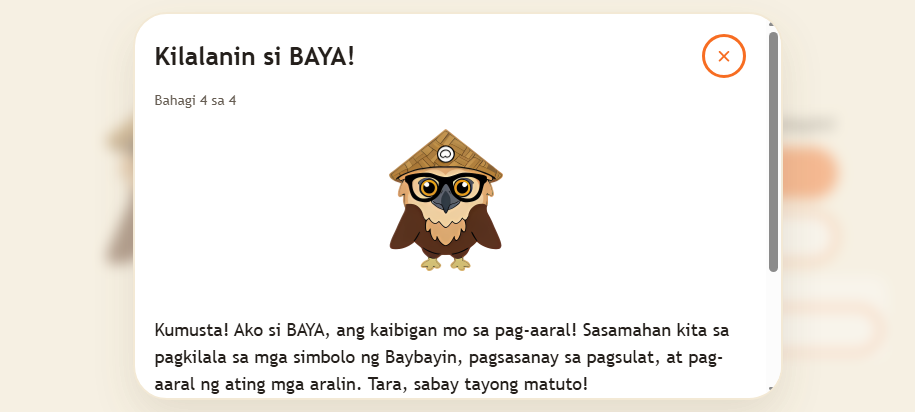 Kilalanin si BAYA!
Bahagi 4 sa 4
Kumusta! Ako si BAYA, ang kaibigan mo sa pag-aaral! Sasamahan kita sa
pagkilala sa mga simbolo ng Baybayin, pagsasanay sa pagsulat, at pag-
aaral ng ating mga aralin. Tara, sabay tayong matuto!